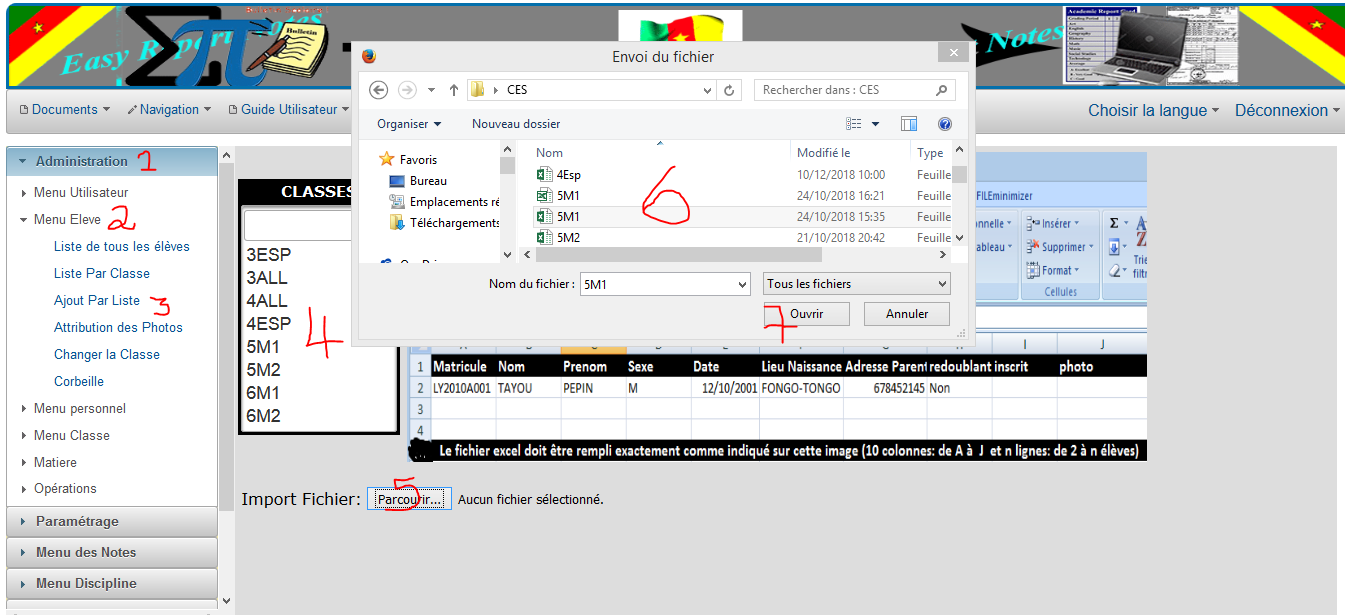 Easy Report Notes
Bulletin
Academic Report Card
t Notes
Envoi du fichier
CES
Rechercher dans : CES
Organiser
Nouveau dossier
Documents
Navigation
Guide Utilisateur
Choisir la langue
Déconnexion
Administration 1
Menu Utilisateur
Menu Eleve 2
Liste de tous les élèves
Liste Par Classe
Ajout Par Liste 3
Attribution des Photos
Changer la Classe
Corbeille
Menu personnel
Menu Classe
Matiere
Opérations
Paramétrage
Menu des Notes
Menu Discipline
CLASSES
3ESP
3ALL
4ALL
4ESP
5M1
5M2
6M1
6M2
4
Favoris
Bureau
Emplacements ré
Téléchargements
Nom Modifié le Type
4Esp 10/12/2018 10:00 Feuille
5M1 24/10/2018 16:21 Feuille
5M1 24/10/2018 15:35 Feuille
5M2 21/10/2018 20:42 Feuille
6
Nom du fichier : 5M1 Tous les fichiers
7 Ouvrir Annuler
FILEminimizer
nnelle Insérer Σ
ableau Supprimer
Format
Trie
filtr
Cellules
I J
1 Matricule Nom Prenom Sexe Date Lieu Naissance Adresse Parent redoublant inscrit photo
2 LY2010A001 TAYOU PEPIN M 12/10/2001 FONGO-TONGO 678452145 Non
3
4
Le fichier excel doit être rempli exactement comme indiqué sur cette image (10 colonnes: de A à J et n lignes: de 2 à n élèves)
5
Import Fichier: Parcourir... Aucun fichier sélectionné.